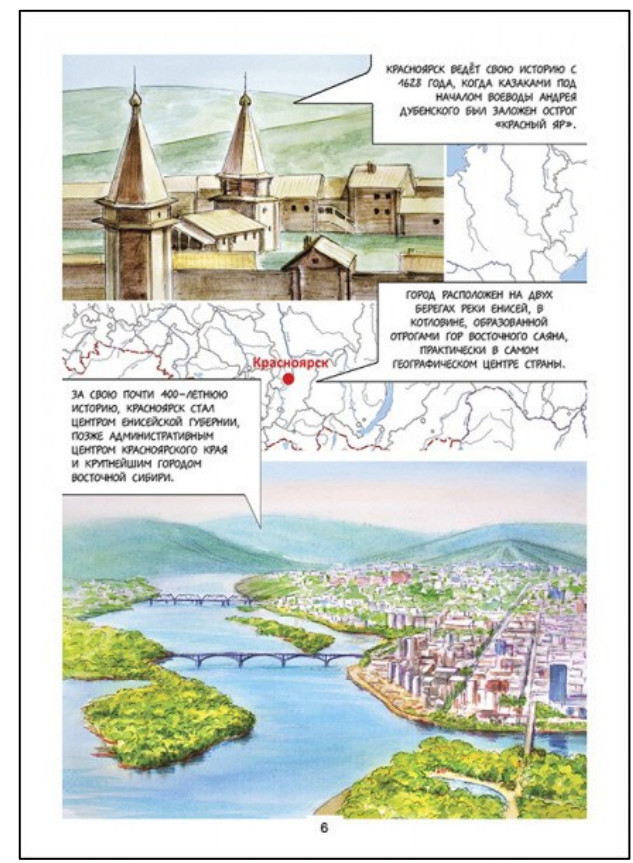 КРАСНОЯРСК ВЕДЁТ СВОЮ ИСТОРИЮ С
1628 ГОДА, КОГДА КАЗАКАМИ ПОД
НАЧАЛОМ ВОЕВОДЫ АНДРЕЯ
ДУБЕНСКОГО БЫЛ ЗАЛОЖЕН ОСТРОГ
«КРАСНЫЙ ЯР».
ГОРОД РАСПОЛОЖЕН НА ДВУХ
БЕРЕГАХ РЕКИ ЕНИСЕЙ, В
КОТЛОВИНЕ, ОБРАЗОВАННОЙ
ОТРОГАМИ ГОР ВОСТОЧНОГО САЯНА,
ПРАКТИЧЕСКИ В САМОМ
ГЕОГРАФИЧЕСКОМ ЦЕНТРЕ СТРАНЫ.
Красноярск
ЗА СВОЮ ПОЧТИ 400-ЛЕТНЮЮ
ИСТОРИЮ, КРАСНОЯРСК СТАЛ
ЦЕНТРОМ ЕНИСЕЙСКОЙ ГУБЕРНИИ,
ПОЗЖЕ АДМИНИСТРАТИВНЫМ
ЦЕНТРОМ КРАСНОЯРСКОГО КРАЯ
И КРУПНЕЙШИМ ГОРОДОМ
ВОСТОЧНОЙ СИБИРИ.
6